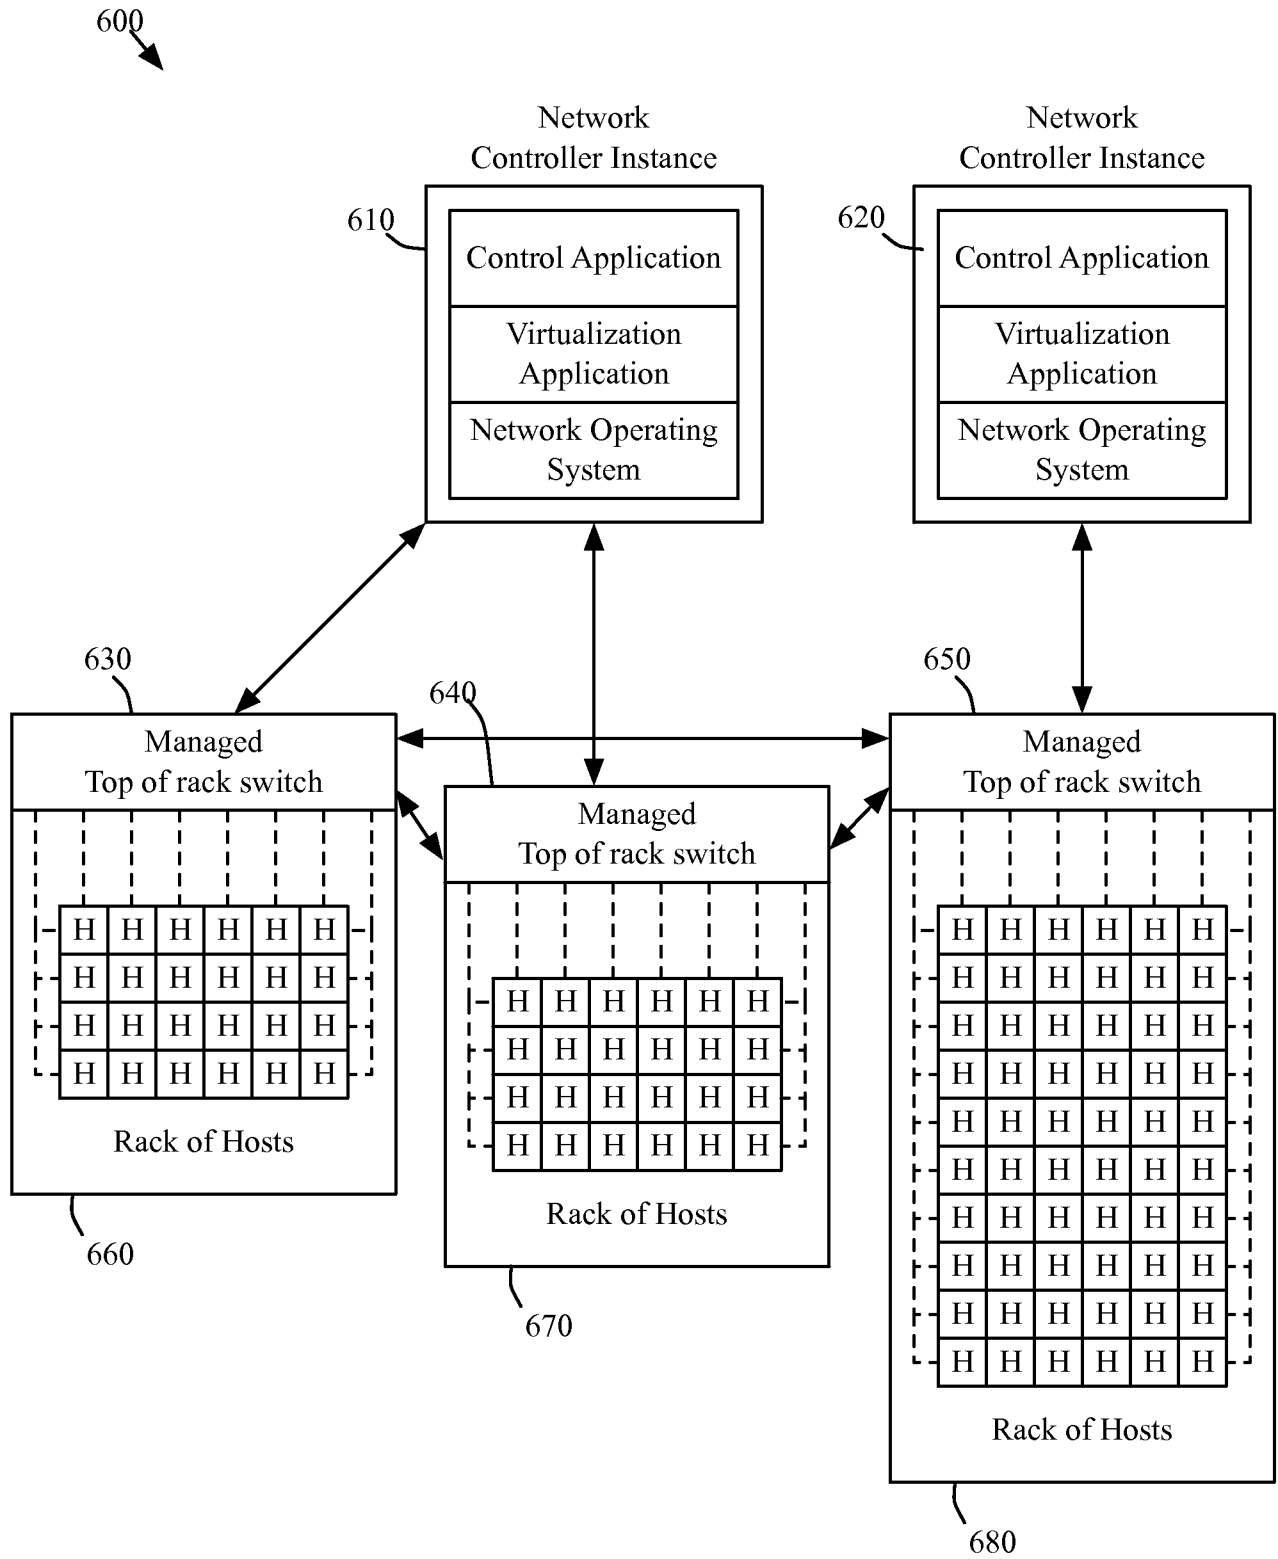 600
Network
Controller Instance
Network
Controller Instance
610
620
Control Application
Virtualization
Application
Network Operating
System
Control Application
Virtualization
Application
Network Operating
System
630
640
650
Managed
Top of rack switch
Managed
Top of rack switch
Managed
Top of rack switch
H H H H H H
H H H H H H
H H H H H H
H H H H H H
Rack of Hosts
660
H H H H H H
H H H H H H
H H H H H H
H H H H H H
Rack of Hosts
670
H H H H H H
H H H H H H
H H H H H H
H H H H H H
H H H H H H
H H H H H H
H H H H H H
H H H H H H
H H H H H H
H H H H H H
Rack of Hosts
680